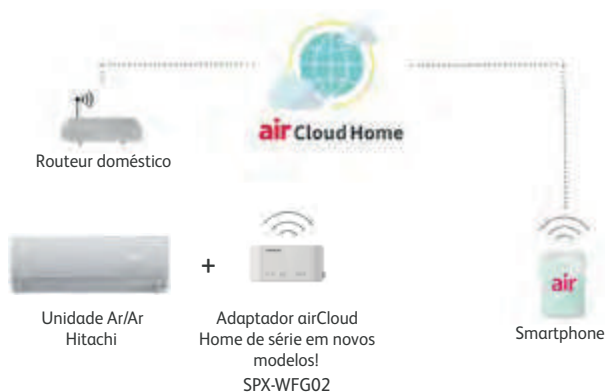 air Cloud Home
Routeur doméstico
+
Unidade Ar/Ar
Hitachi
Adaptador airCloud
Home de série em novos
modelos!
SPX-WFG02
air
Smartphone